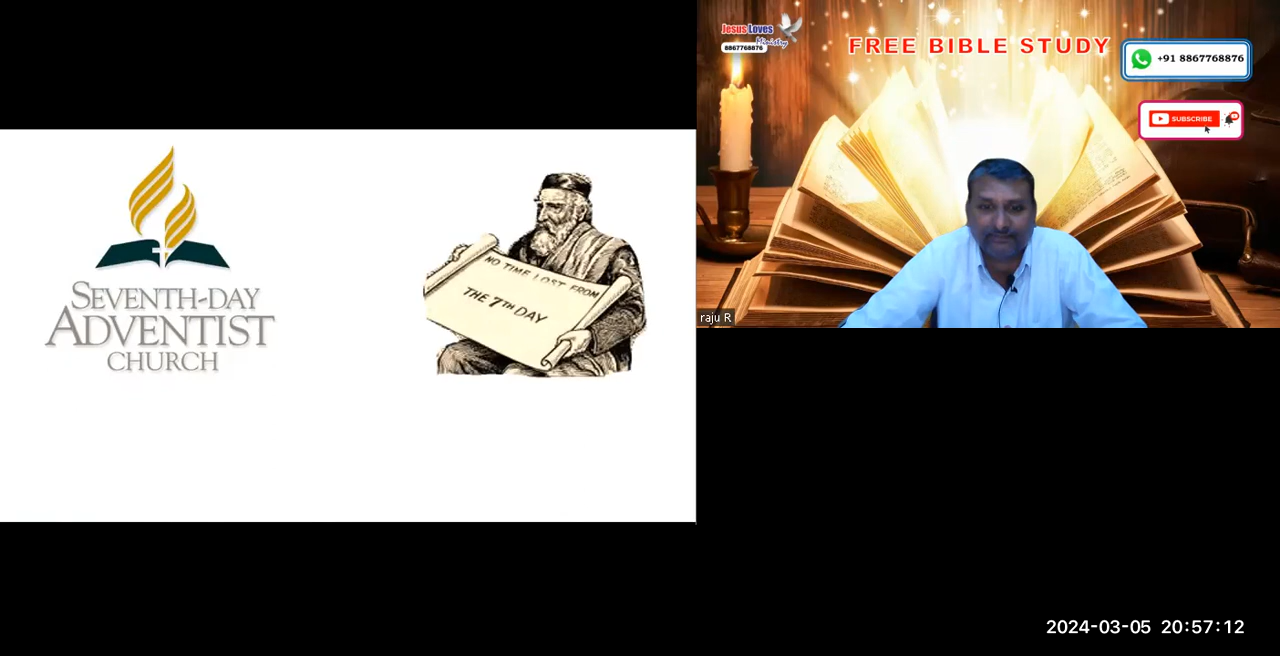 SEVENTH-DAY
ADVENTIST
CHURCH
NO TIME LOST FROM
THE 7TH DAY
Jesus Loves
Ministry
8867768876
FREE BIBLE STUDY
+91 8867768876
SUBSCRIBE
raju R
2024-03-05 20:57:12